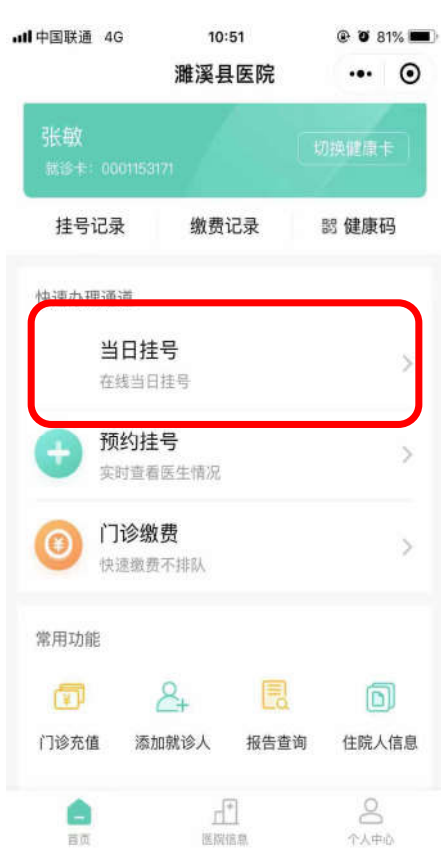 中国联通 4G 10:51 81%
濉溪县医院
张敏
切换健康卡
就诊卡：0001153171
挂号记录 缴费记录 健康码
快速办理通道
当日挂号
在线当日挂号
预约挂号
实时查看医生情况
门诊缴费
快速缴费不排队
常用功能
门诊充值 添加就诊人 报告查询 住院人信息
首页 医院信息 个人中心